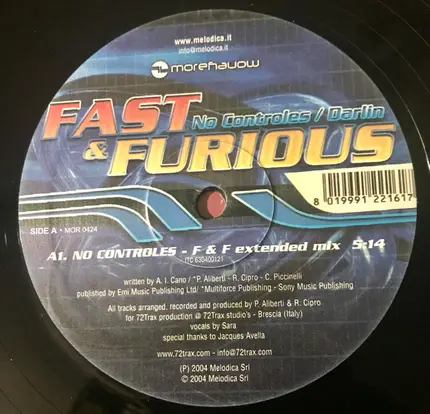 www.melodica.it
info@melodica.it
morehallow
FAST
No Controles / Darlin
& FURIOUS
8 019991 221617
SIDE A • MOR 0424
A1. NO CONTROLES - F & F extended mix 5:14
ITC 630400121
written by A. I. Cano / *P. Aliberti - R. Cipro - C. Piccinelli
published by Emi Music Publishing Ltd/ *Multiforce Publishing - Sony Music Publishing
All tracks arranged, recorded and produced by P. Aliberti & R. Cipro
for 72Trax production @ 72Trax studio's - Brescia (Italy)
vocals by Sara
special thanks to Jacques Avella
www.72trax.com - info@72trax.com
(P) 2004 Melodica Srl
© 2004 Melodica Srl